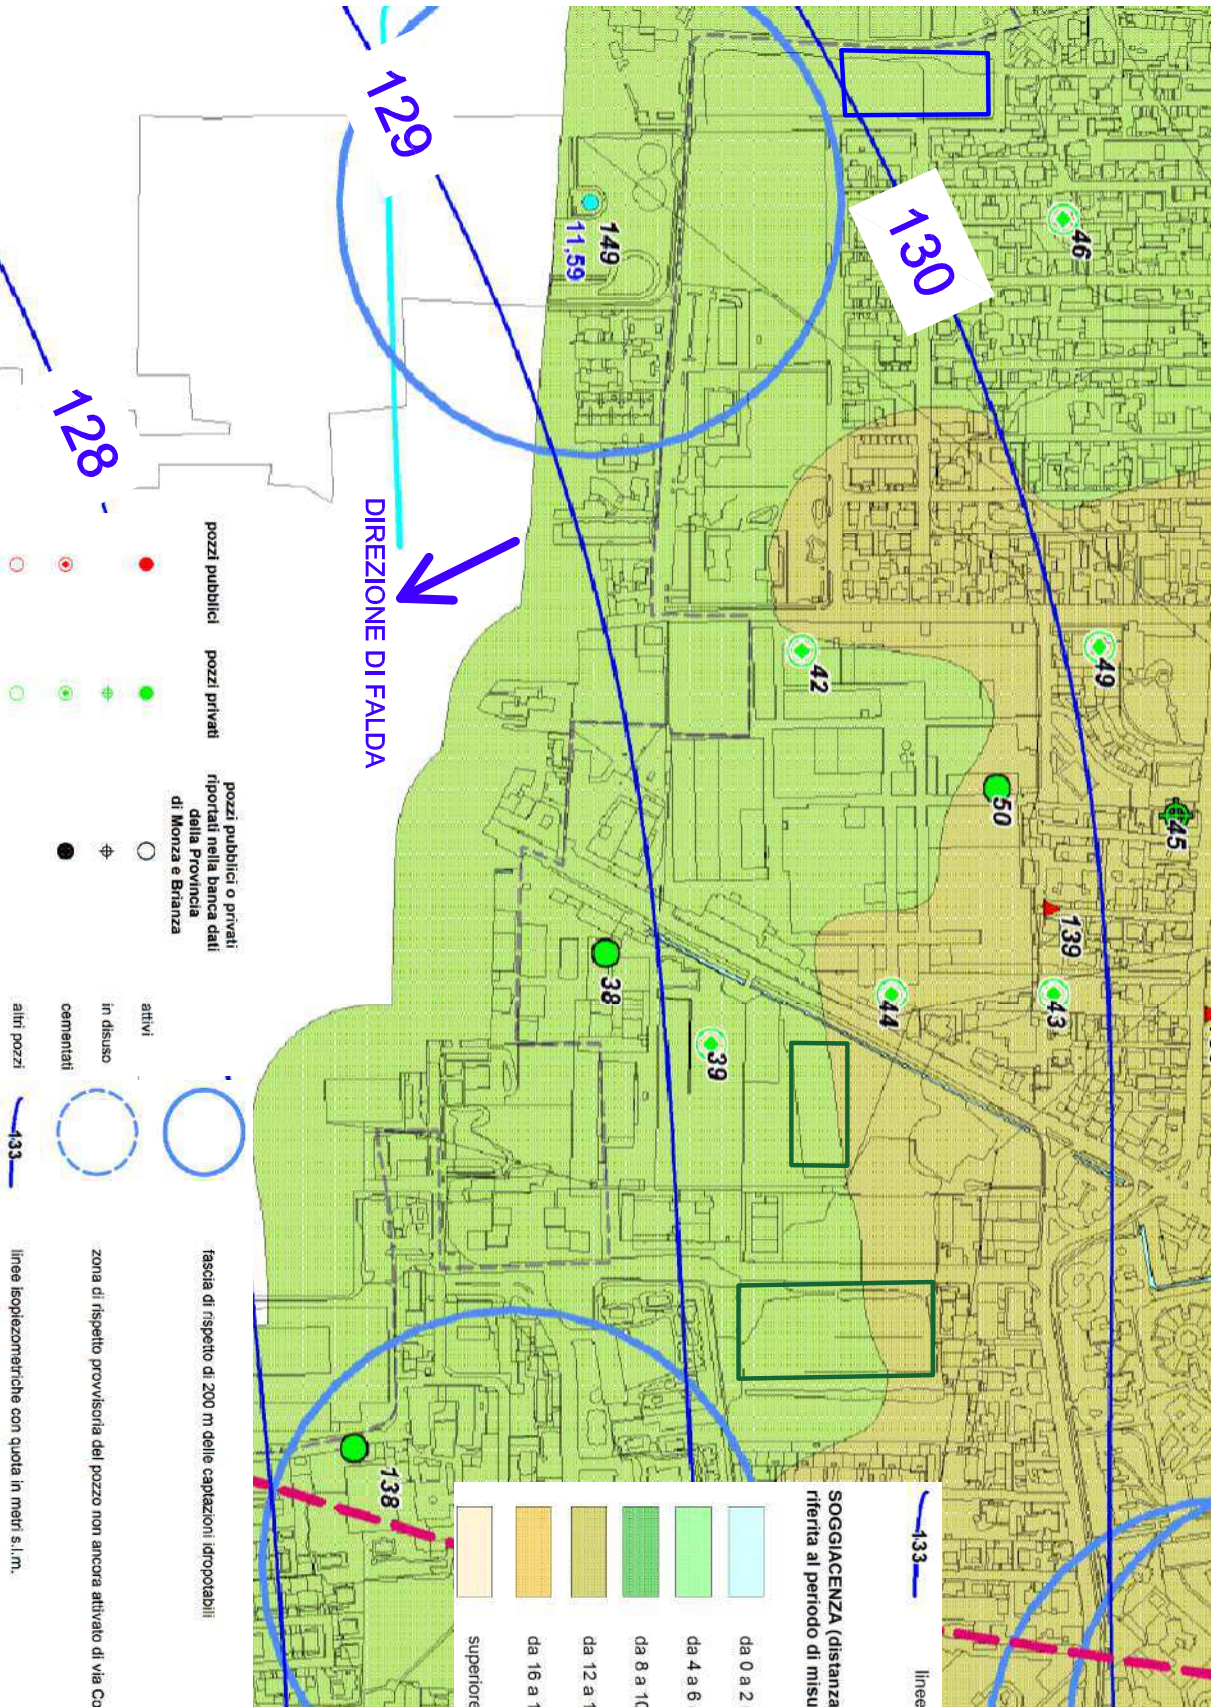 129
130
128
46
149
11,59
DIREZIONE DI FALDA
42
49
50
45
139
38
44
43
39
138
pozzi pubblici
pozzi privati
pozzi pubblici o privati
riportati nella banca dati
della Provincia
di Monza e Brianza
attivi
in disuso
cementati
altri pozzi
fascia di rispetto di 200 m delle captazioni idropotabili
zona di rispetto provvisoria del pozzo non ancora attivato di via Co
133
linee isopiezometriche con quota in metri s.l.m.
133
linee
SOGGIACENZA (distanza
riferita al periodo di misu
da 0 a 2
da 4 a 6
da 8 a 10
da 12 a 1
da 16 a 1
superiore